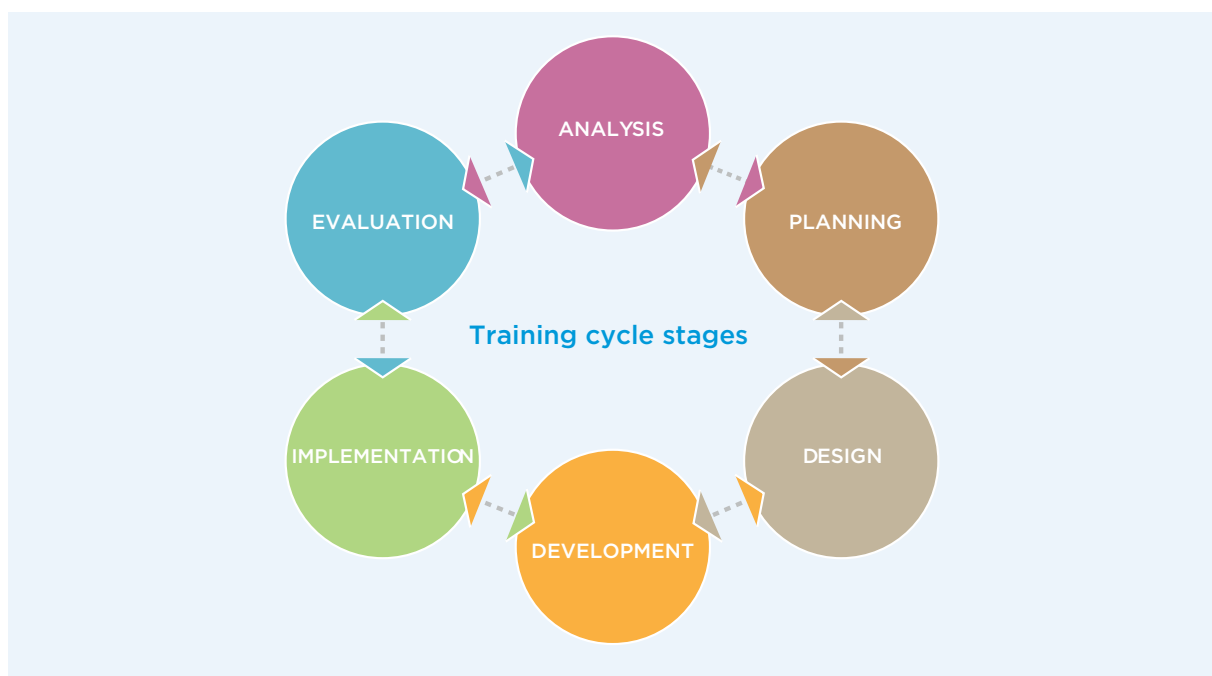 ANALYSIS
EVALUATION
PLANNING
Training cycle stages
IMPLEMENTATION
DESIGN
DEVELOPMENT